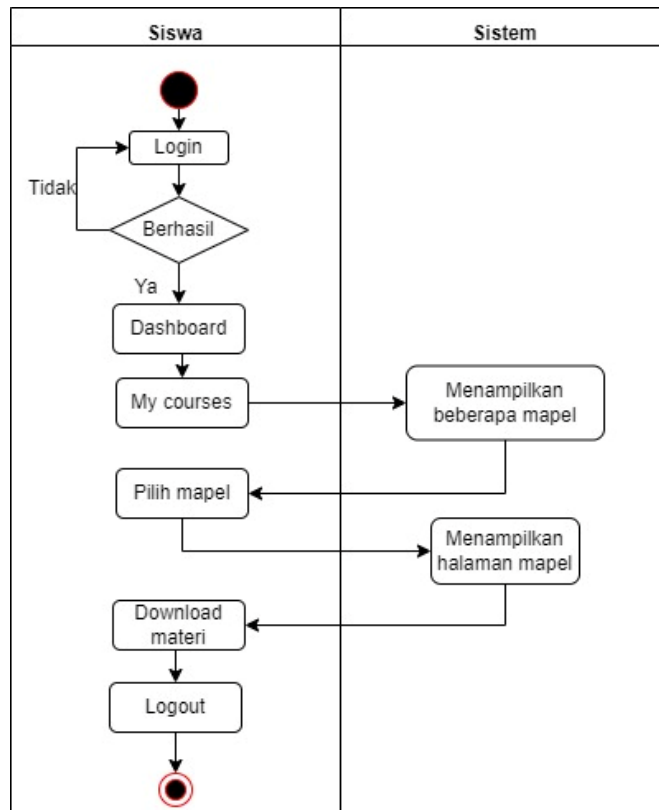 Siswa
Sistem
Login
Tidak
Berhasil
Ya
Dashboard
My courses
Menampilkan
beberapa mapel
Pilih mapel
Menampilkan
halaman mapel
Download
materi
Logout